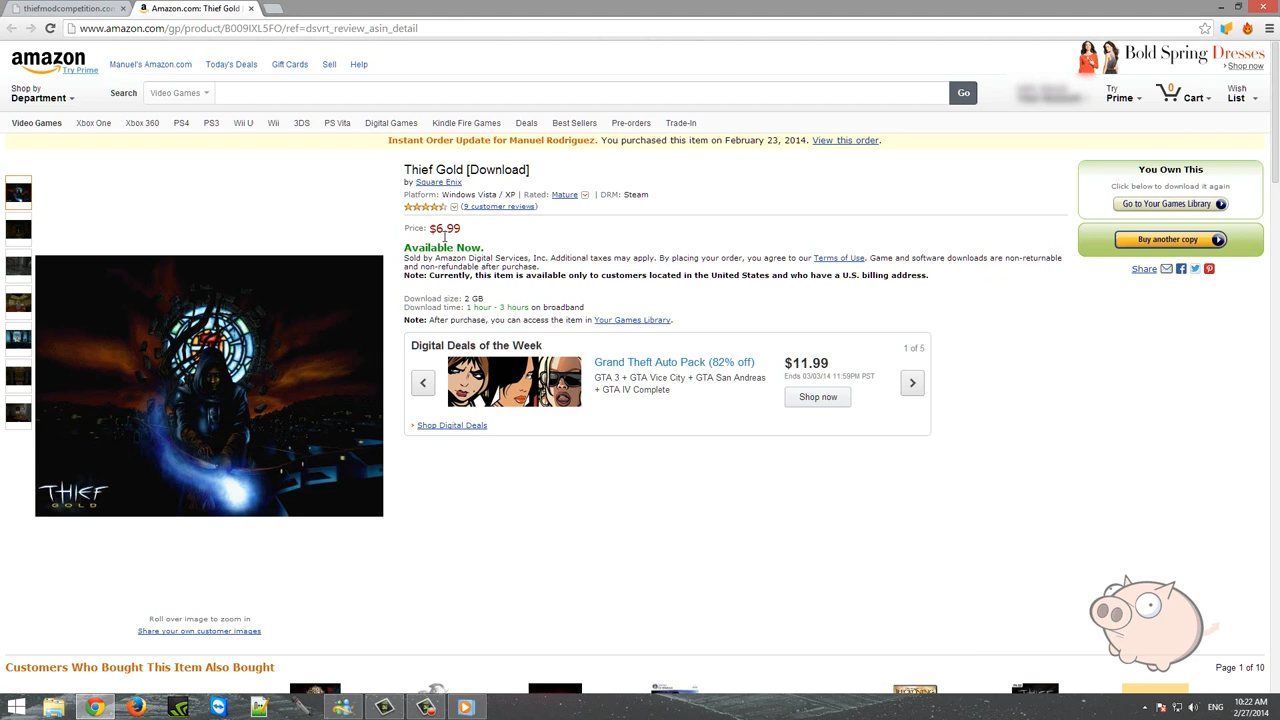 thiefmodcompetition.com
Amazon.com: Thief Gold
www.amazon.com/gp/product/B009IXL5FO/ref=dsvrt_review_asin_detail
amazon
Try Prime
Manuel's Amazon.com
Today's Deals
Gift Cards
Sell
Help
Bold Spring Dresses
Shop now
Shop by
Department
Search
Video Games
Go
Try
Prime
0
Cart
Wish
List
Video Games
Xbox One
Xbox 360
PS4
PS3
Wii U
Wii
3DS
PS Vita
Digital Games
Kindle Fire Games
Deals
Best Sellers
Pre-orders
Trade-In
Instant Order Update for Manuel Rodriguez. You purchased this item on February 23, 2014. View this order.
Thief Gold [Download]
by Square Enix
Platform: Windows Vista / XP | Rated: Mature | DRM: Steam
(9 customer reviews)
Price: $6.99
Available Now.
Sold by Amazon Digital Services, Inc. Additional taxes may apply. By placing your order, you agree to our Terms of Use. Game and software downloads are non-returnable
and non-refundable after purchase.
Note: Currently, this item is available only to customers located in the United States and who have a U.S. billing address.
Download size: 2 GB
Download time: 1 hour - 3 hours on broadband
Note: After purchase, you can access the item in Your Games Library.
Digital Deals of the Week
1 of 5
Grand Theft Auto Pack (82% off)
GTA 3 + GTA Vice City + GTA San Andreas
+ GTA IV Complete
$11.99
Ends 03/03/14 11:59PM PST
Shop now
Shop Digital Deals
You Own This
Click below to download it again
Go to Your Games Library
Buy another copy
Share
THIEF
GOLD
Roll over image to zoom in
Share your own customer images
Customers Who Bought This Item Also Bought
Page 1 of 10
ENG
10:22 AM
2/27/2014